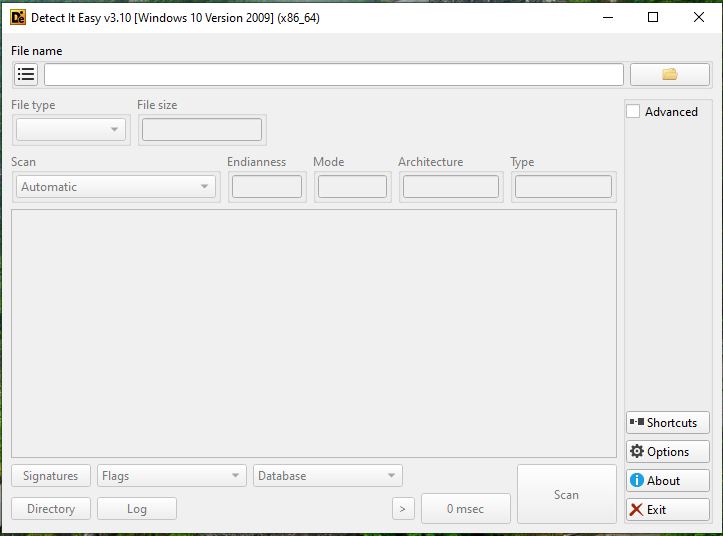 Detect It Easy v3.10 [Windows 10 Version 2009] (x86_64)
File name
File type File size
Advanced
Scan Endianness Mode Architecture Type
Automatic
Shortcuts
Options
Signatures Flags Database
About
Scan
Directory Log > 0 msec
Exit